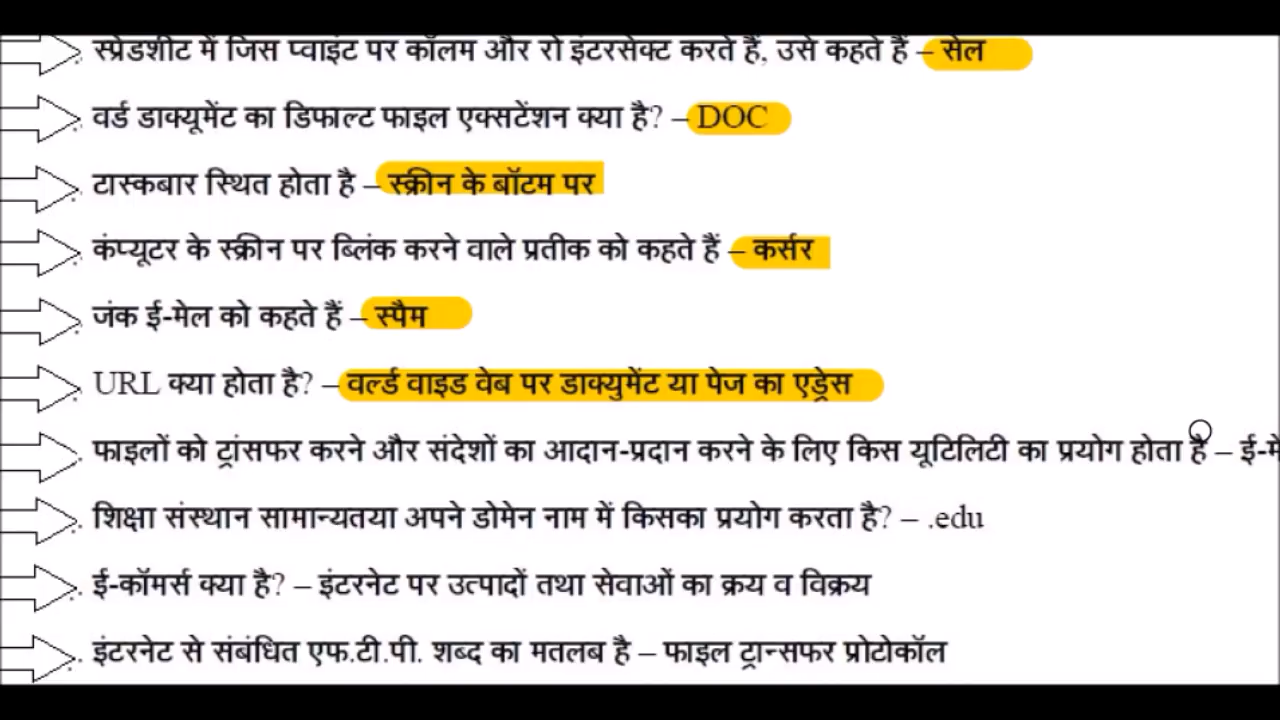 स्प्रेडशीट में जिस प्वाइंट पर कॉलम और रो इंटरसेक्ट करते हैं, उसे कहते हैं – सेल
वर्ड डाक्यूमेंट का डिफाल्ट फाइल एक्सटेंशन क्या है? – DOC
टास्कबार स्थित होता है – स्क्रीन के बॉटम पर
कंप्यूटर के स्क्रीन पर ब्लिंक करने वाले प्रतीक को कहते हैं – कर्सर
जंक ई-मेल को कहते हैं – स्पैम
URL क्या होता है? – वर्ल्ड वाइड वेब पर डाक्युमेंट या पेज का एड्रेस
फाइलों को ट्रांसफर करने और संदेशों का आदान-प्रदान करने के लिए किस यूटिलिटी का प्रयोग होता है –
शिक्षा संस्थान सामान्यतया अपने डोमेन नाम में किसका प्रयोग करता है? – .edu
ई-कॉमर्स क्या है? – इंटरनेट पर उत्पादों तथा सेवाओं का क्रय व विक्रय
इंटरनेट से संबंधित एफ.टी.पी. शब्द का मतलब है – फाइल ट्रान्सफर प्रोटोकॉल